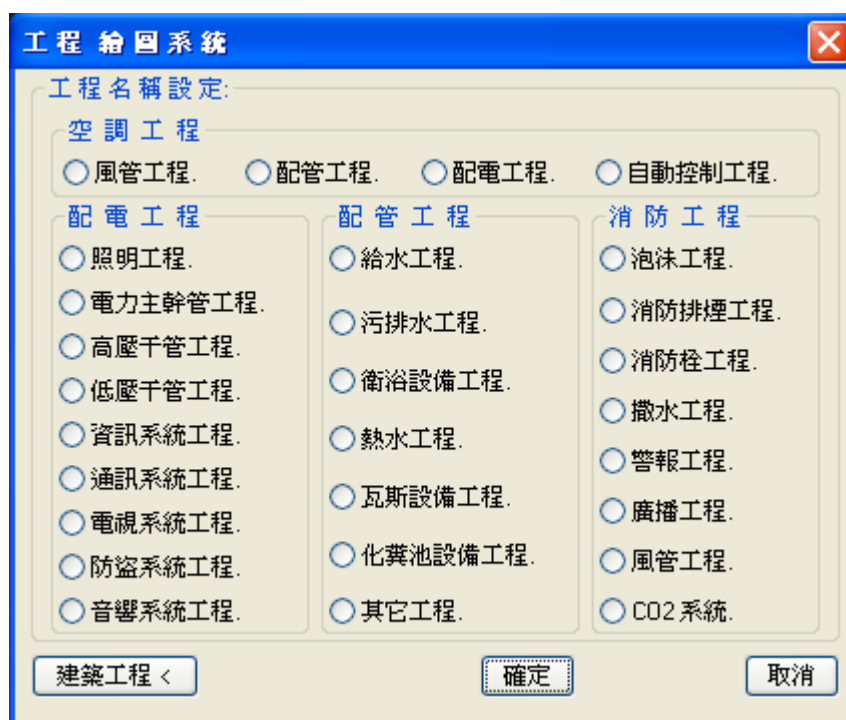 工程 繪圖系統
工程名稱設定:
空調工程
風管工程. 配管工程. 配電工程. 自動控制工程.
配電工程
照明工程.
電力主幹管工程.
高壓干管工程.
低壓干管工程.
資訊系統工程.
通訊系統工程.
電視系統工程.
防盜系統工程.
音響系統工程.
配管工程
給水工程.
污排水工程.
衛浴設備工程.
熱水工程.
瓦斯設備工程.
化糞池設備工程.
其它工程.
消防工程
泡沫工程.
消防排煙工程.
消防栓工程.
撒水工程.
警報工程.
廣播工程.
風管工程.
CO2系統.
建築工程 <
確定
取消